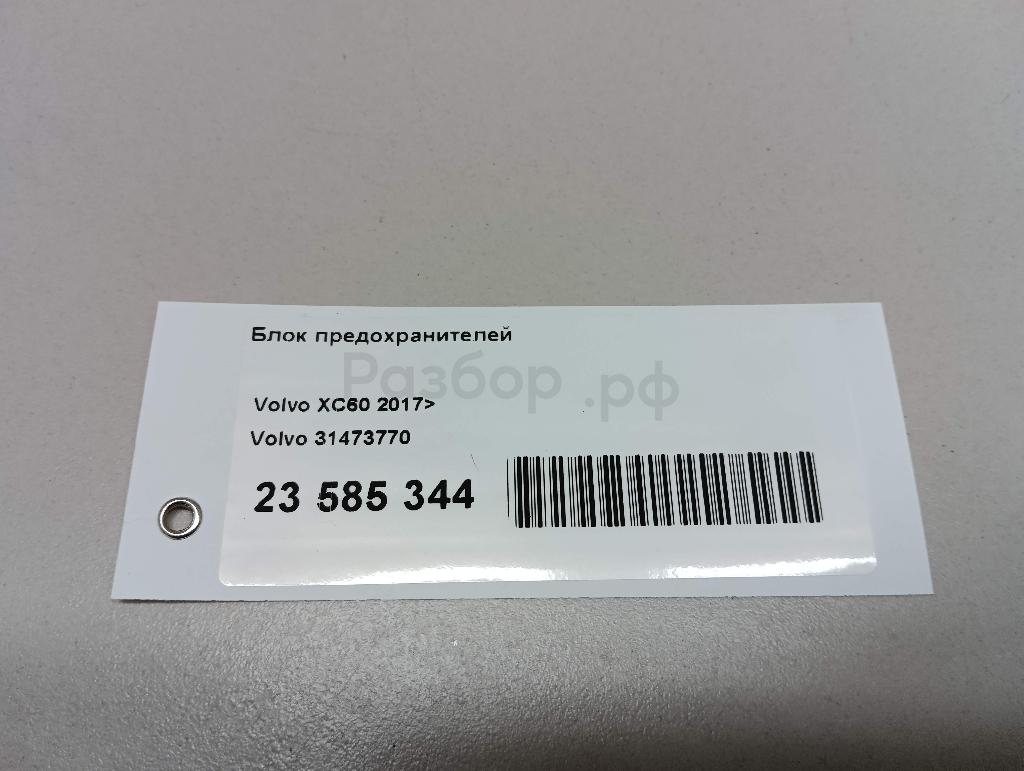 Блок предохранителей
Разбор.рф
Volvo XC60 2017>
Volvo 31473770
23 585 344